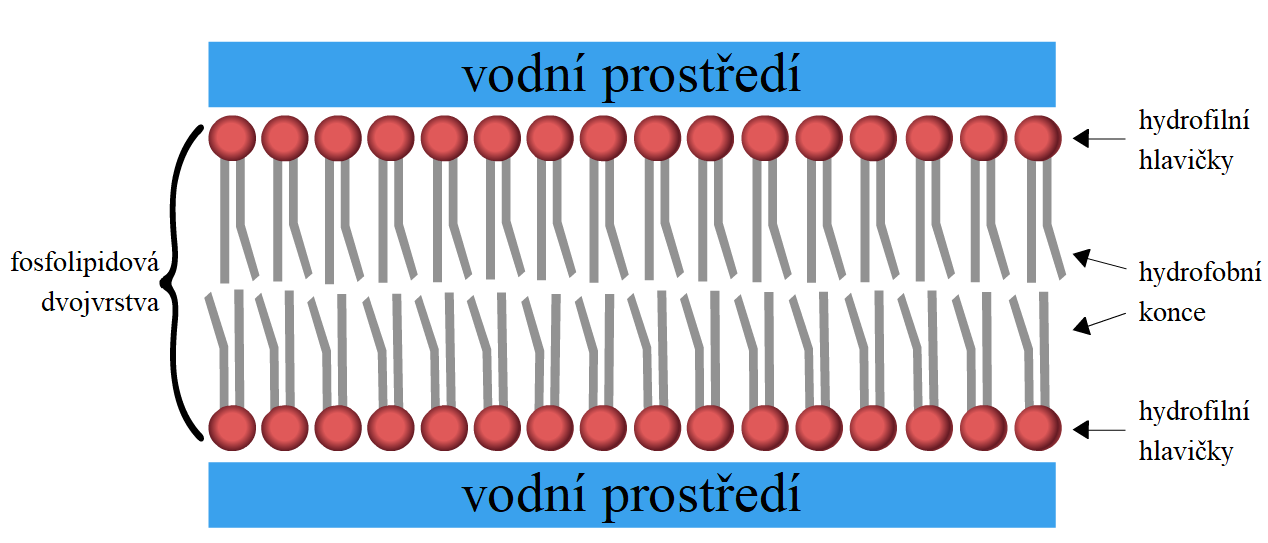 vodní prostředí
hydrofilní
hlavičky
fosfolipidová
dvojvrstva
hydrofobní
konce
hydrofilní
hlavičky
vodní prostředí